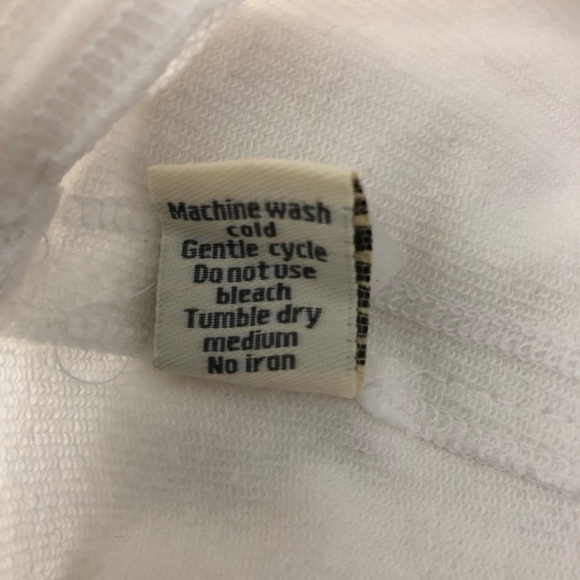 Machine wash
cold
Gentle cycle
Do not use
bleach
Tumble dry
medium
No iron